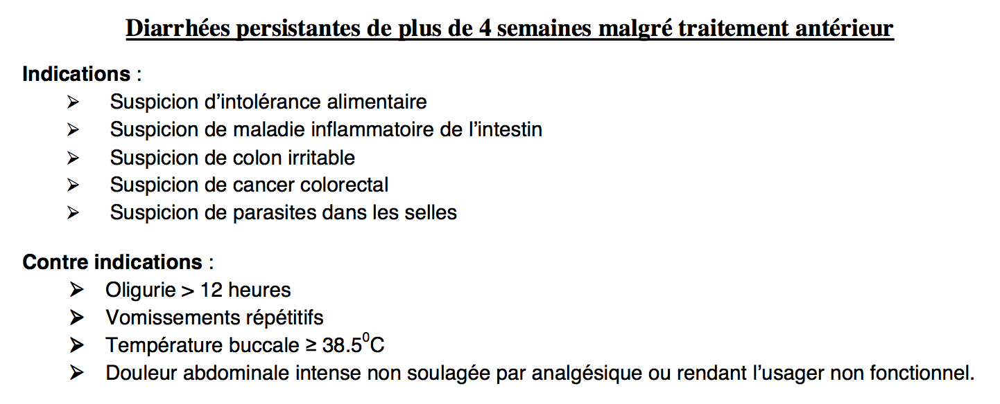 Diarrhées persistantes de plus de 4 semaines malgré traitement antérieur
Indications :
➢ Suspicion d’intolérance alimentaire
➢ Suspicion de maladie inflammatoire de l’intestin
➢ Suspicion de colon irritable
➢ Suspicion de cancer colorectal
➢ Suspicion de parasites dans les selles
Contre indications :
➢ Oligurie > 12 heures
➢ Vomissements répétitifs
➢ Température buccale ≥ 38.5⁰C
➢ Douleur abdominale intense non soulagée par analgésique ou rendant l’usager non fonctionnel.